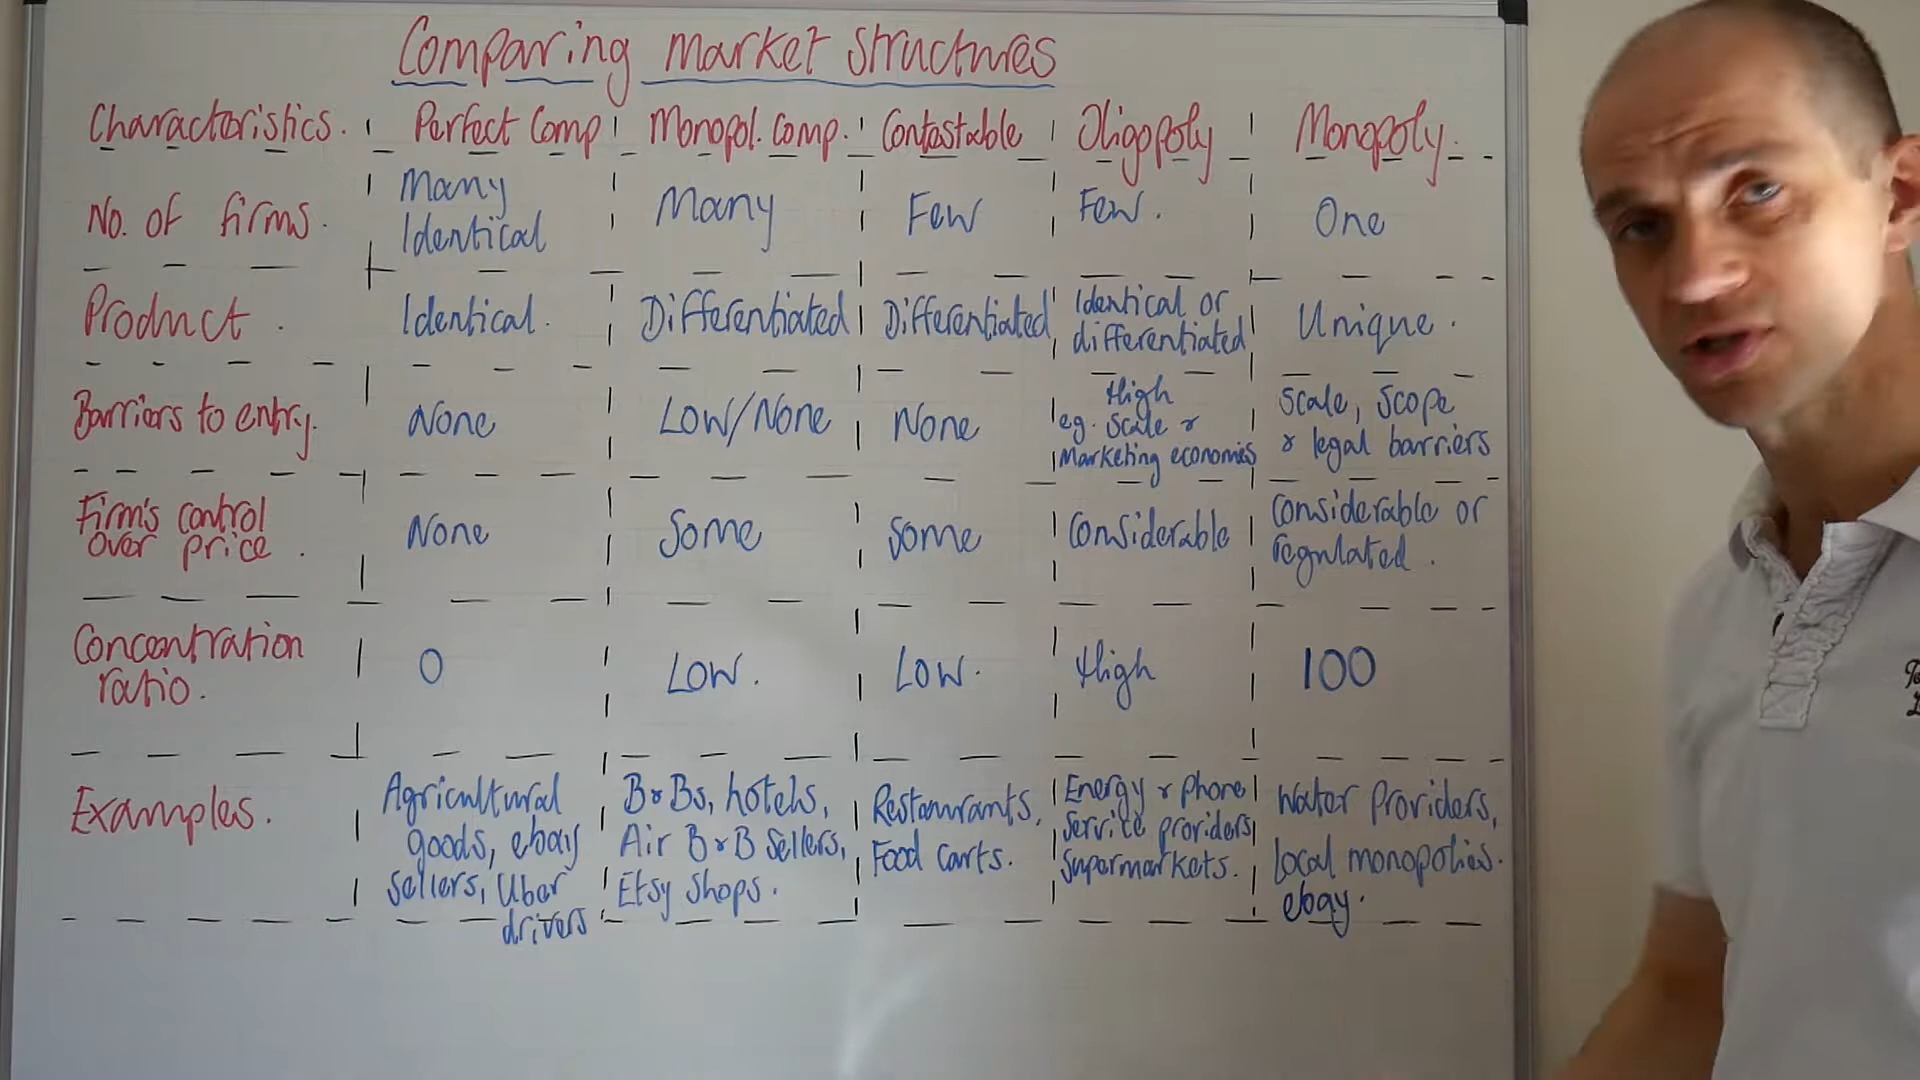 Comparing market structures
Characteristics. Perfect Comp Monopol. comp. Contestable Oligopoly Monopoly.
No. of firms. Many Identical Many Few Few. One
Product. Identical. Differentiated Differentiated Identical or differentiated Unique.
Barriers to entry. None Low/None None High eg. Scale & Marketing economies Scale, Scope & legal barriers
Firm's control over price. None Some Some Considerable Considerable or regulated.
Concentration ratio. 0 Low. Low. High 100
Examples. Agricultural goods, ebay sellers, Uber drivers B&Bs, hotels, Air B&B Sellers, Etsy Shops. Restaurants, Food Carts. Energy & phone Service providers, Supermarkets. Water Providers, local monopolies. ebay.